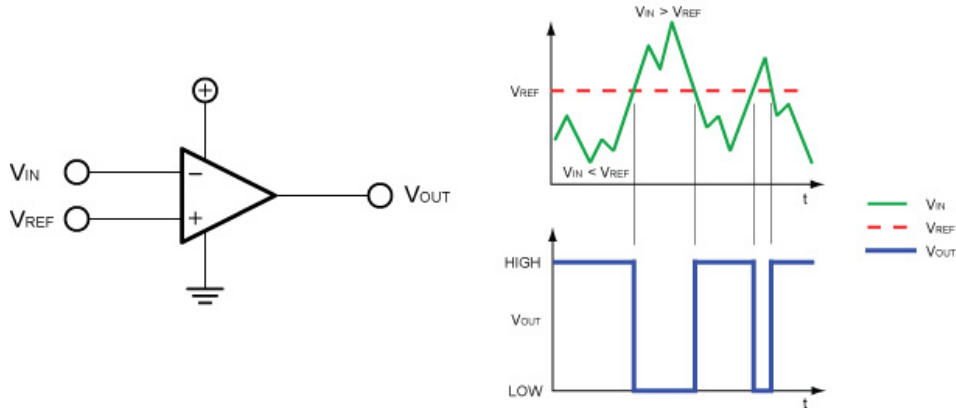 VIN
VREF
−
+
+
VOUT
VIN > VREF
VREF
VIN < VREF
t
HIGH
VOUT
LOW
t
VIN
VREF
VOUT